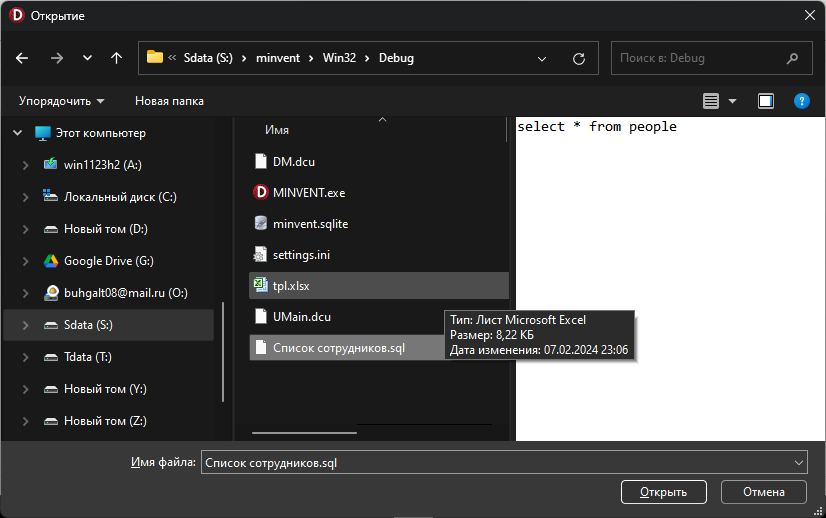 Открытие
Sdata (S:) minvent Win32 Debug
Поиск в: Debug
Упорядочить Новая папка
Этот компьютер
win1123h2 (A:)
Локальный диск (C:)
Новый том (D:)
Google Drive (G:)
buhgalt08@mail.ru (O:)
Sdata (S:)
Tdata (T:)
Новый том (Y:)
Новый том (Z:)
Имя
DM.dcu
MINVENT.exe
minvent.sqlite
settings.ini
tpl.xlsx
UMain.dcu
Список сотрудников.sql
Тип: Лист Microsoft Excel
Размер: 8,22 КБ
Дата изменения: 07.02.2024 23:06
select * from people
Имя файла: Список сотрудников.sql
Открыть Отмена